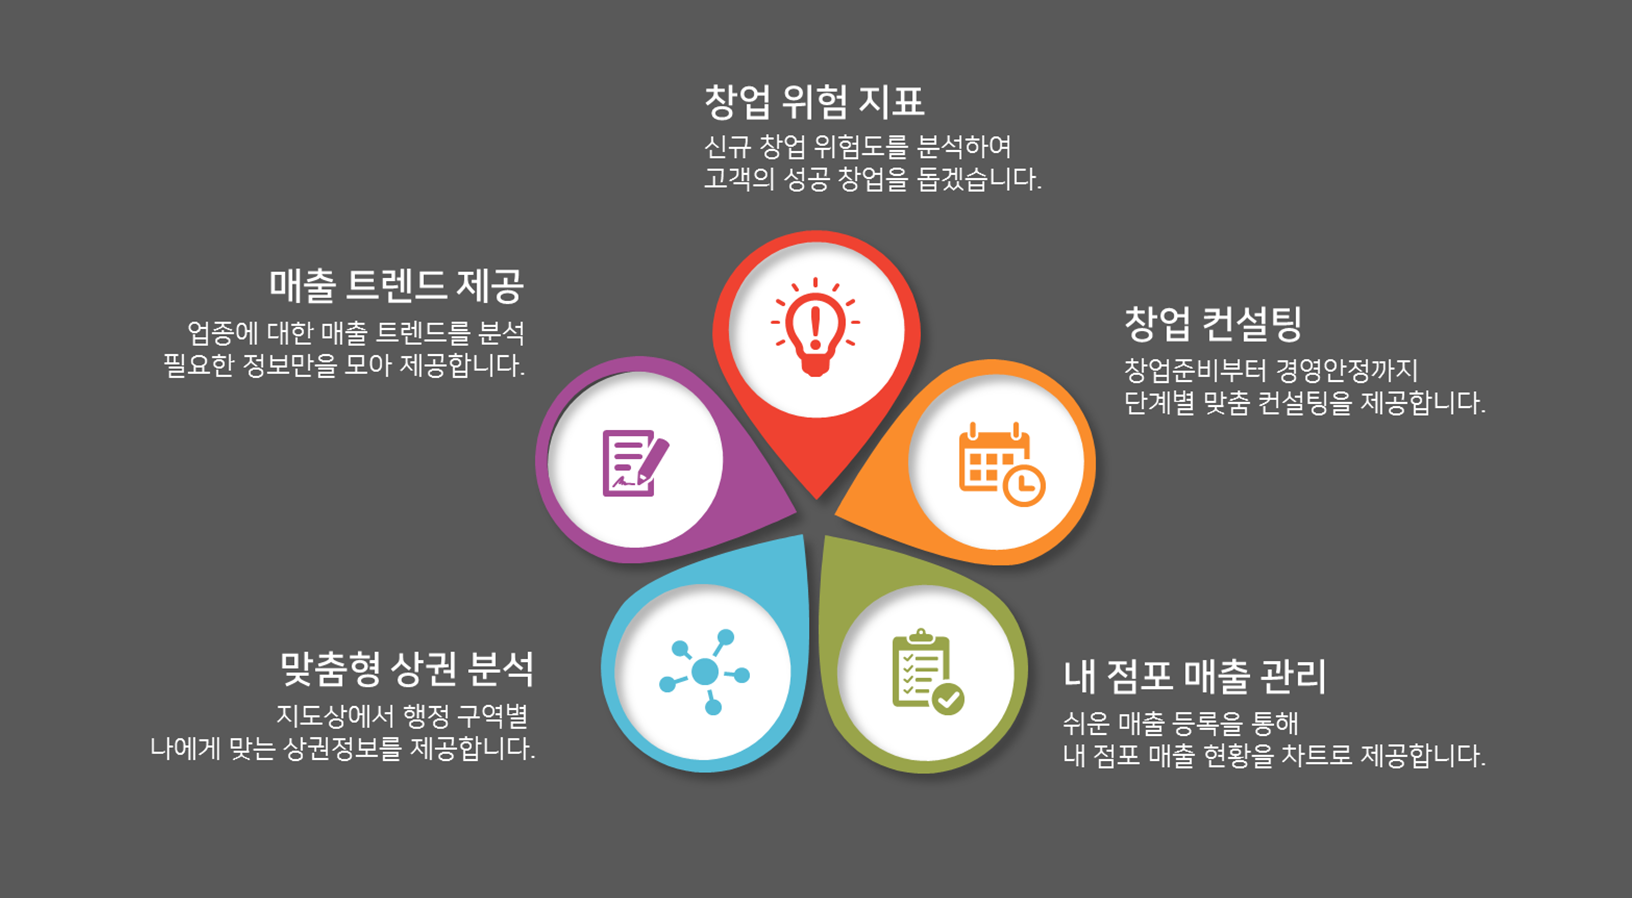 창업 위험 지표
신규 창업 위험도를 분석하여
고객의 성공 창업을 돕겠습니다.
매출 트렌드 제공
업종에 대한 매출 트렌드를 분석
필요한 정보만을 모아 제공합니다.
창업 컨설팅
창업준비부터 경영안정까지
단계별 맞춤 컨설팅을 제공합니다.
맞춤형 상권 분석
지도상에서 행정 구역별
나에게 맞는 상권정보를 제공합니다.
내 점포 매출 관리
쉬운 매출 등록을 통해
내 점포 매출 현황을 차트로 제공합니다.